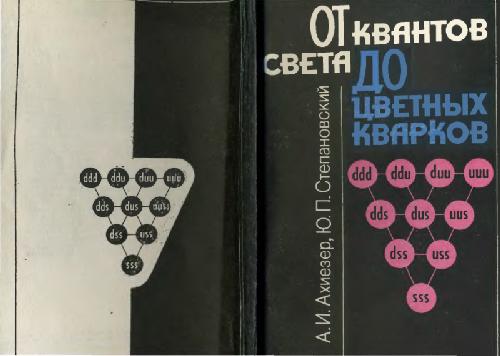 ddd ddu duu uuu
dds dus uus
dss uss
sss
А.И. Ахиезер, Ю.П. Степановский
ОТ КВАНТОВ
СВЕТА ДО
ЦВЕТНЫХ
КВАРКОВ
ddd ddu duu uuu
dds dus uus
dss uss
sss